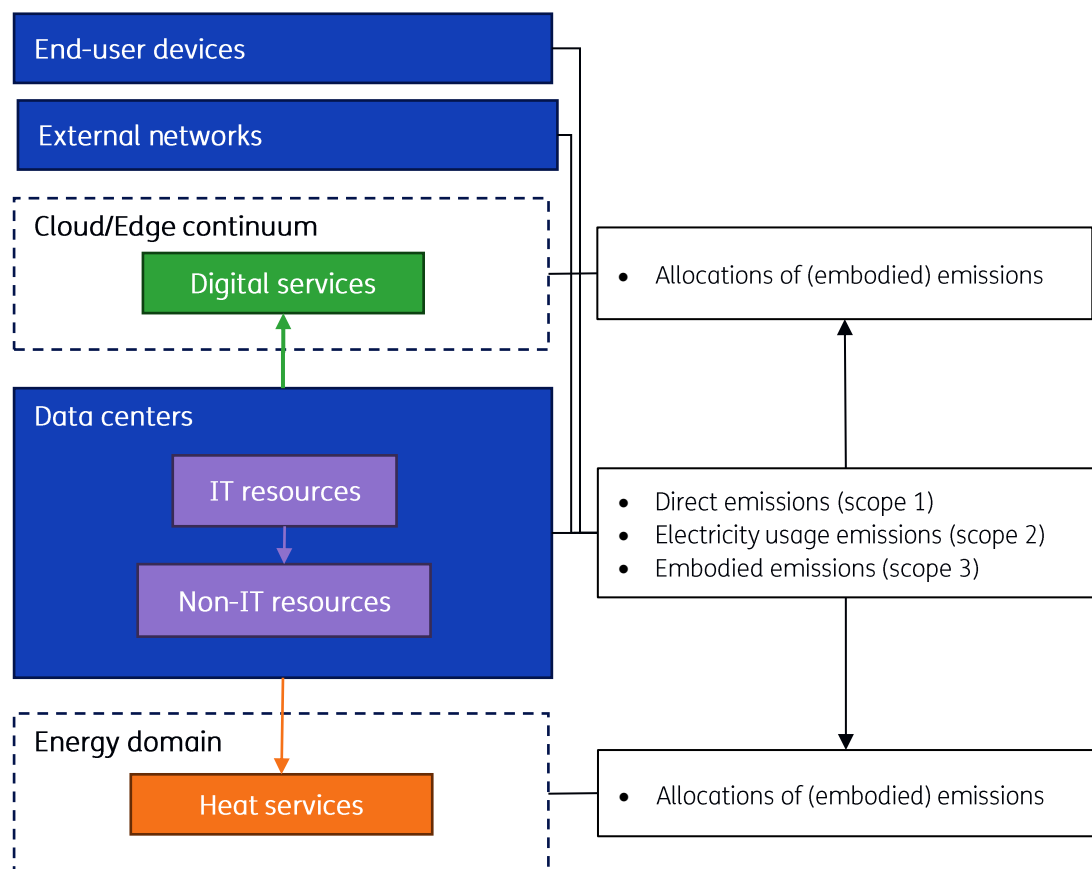 End-user devices
External networks
Cloud/Edge continuum
Digital services
• Allocations of (embodied) emissions
Data centers
IT resources
Non-IT resources
• Direct emissions (scope 1)
• Electricity usage emissions (scope 2)
• Embodied emissions (scope 3)
Energy domain
Heat services
• Allocations of (embodied) emissions